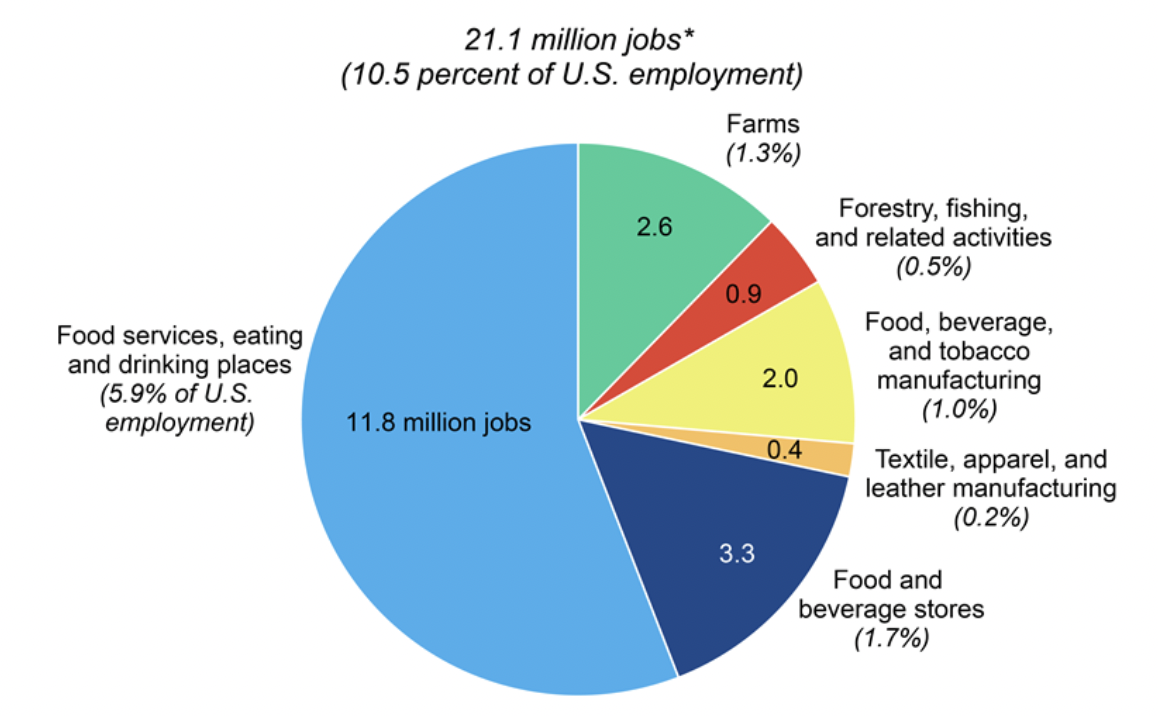 21.1 million jobs*
(10.5 percent of U.S. employment)
Farms
(1.3%)
2.6
Forestry, fishing,
and related activities
(0.5%)
0.9
Food, beverage,
and tobacco
manufacturing
(1.0%)
2.0
Textile, apparel, and
leather manufacturing
(0.2%)
0.4
Food and
beverage stores
(1.7%)
3.3
Food services, eating
and drinking places
(5.9% of U.S.
employment)
11.8 million jobs